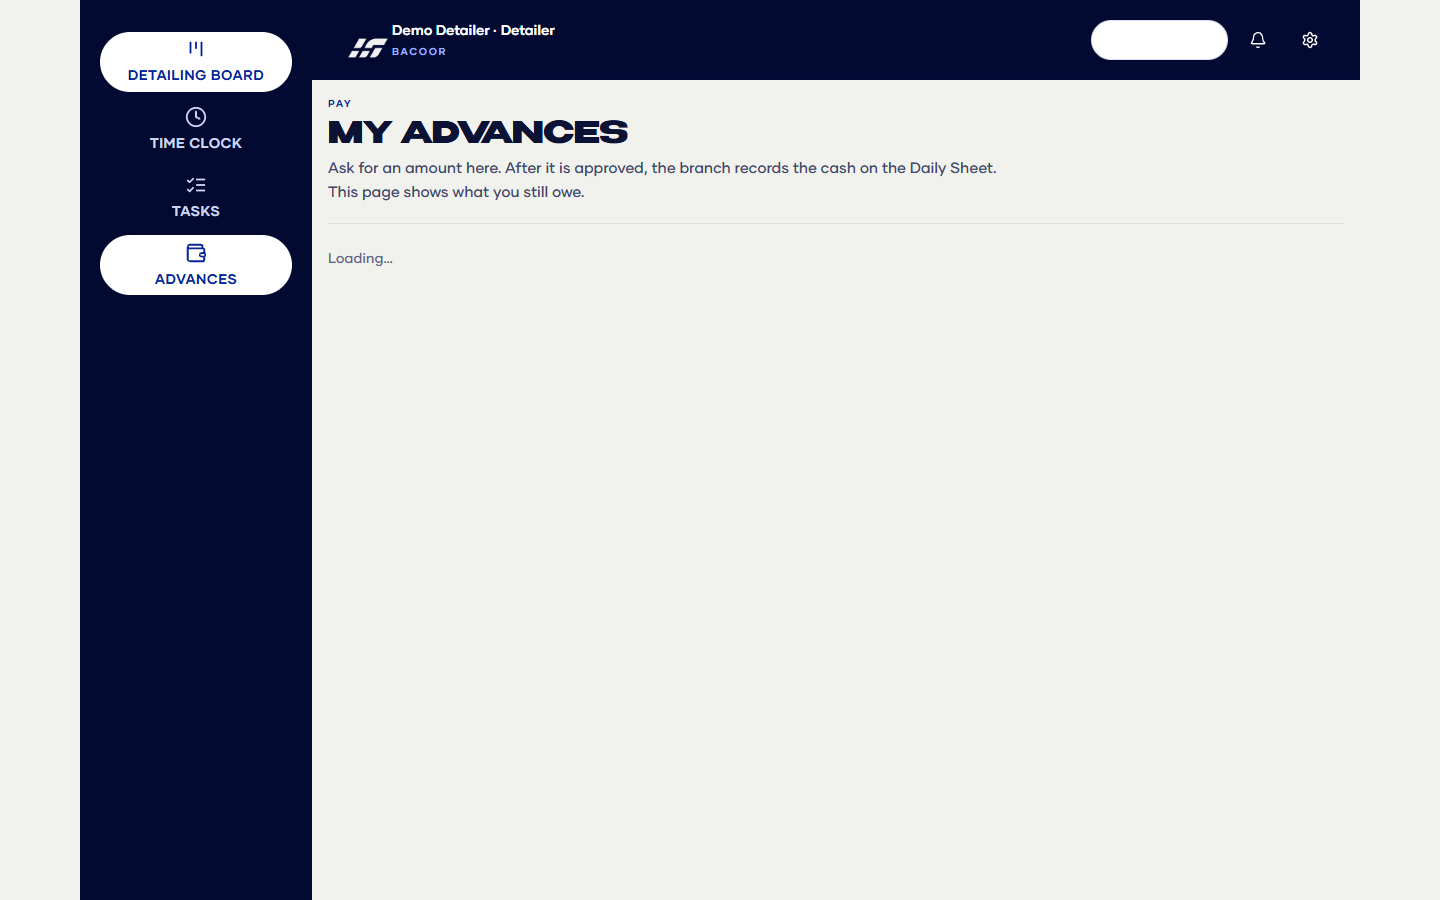 DETAILING BOARD
TIME CLOCK
TASKS
ADVANCES
Demo Detailer · Detailer
BACOOR
PAY
MY ADVANCES
Ask for an amount here. After it is approved, the branch records the cash on the Daily Sheet.
This page shows what you still owe.
Loading...